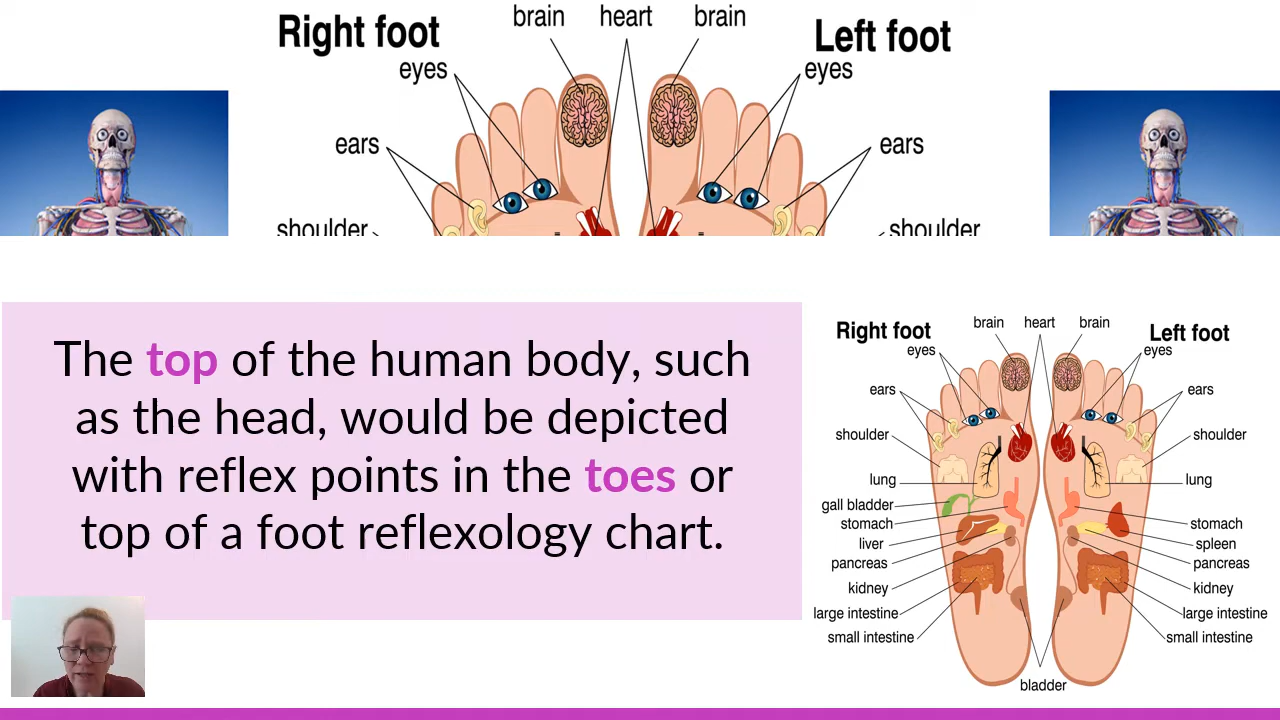 Right foot
brain
heart
brain
Left foot
eyes
eyes
ears
ears
shoulder
shoulder
The top of the human body, such
as the head, would be depicted
with reflex points in the toes or
top of a foot reflexology chart.
Right foot
brain
heart
brain
Left foot
eyes
eyes
ears
ears
shoulder
shoulder
lung
lung
gall bladder
stomach
stomach
liver
spleen
pancreas
pancreas
kidney
kidney
large intestine
large intestine
small intestine
small intestine
bladder